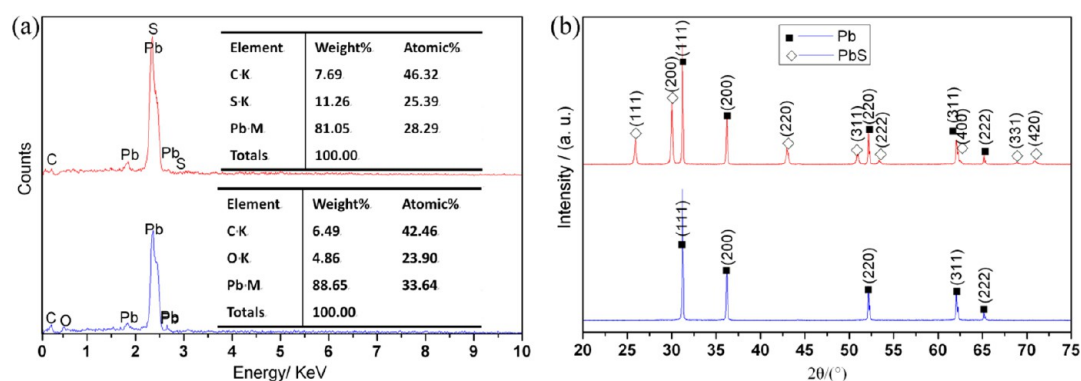 (a)
S
Pb
Pb
Pb
S
C
Element Weight% Atomic%
C·K 7.69 46.32
S·K 11.26 25.39
Pb·M 81.05 28.29
Totals 100.00
Element Weight% Atomic%
C·K 6.49 42.46
O·K 4.86 23.90
Pb·M 88.65 33.64
Totals 100.00
Pb
C
O
Pb
Pb
Counts
0 1 2 3 4 5 6 7 8 9 10
Energy/ KeV
(b)
Pb
PbS
(111)
(200)
(111)
(200)
(220)
(311)
(220)
(222)
(311)
(400)
(222)
(331)
(420)
(111)
(200)
(220)
(311)
(222)
Intensity / (a. u.)
20 25 30 35 40 45 50 55 60 65 70 75
2θ/(°)